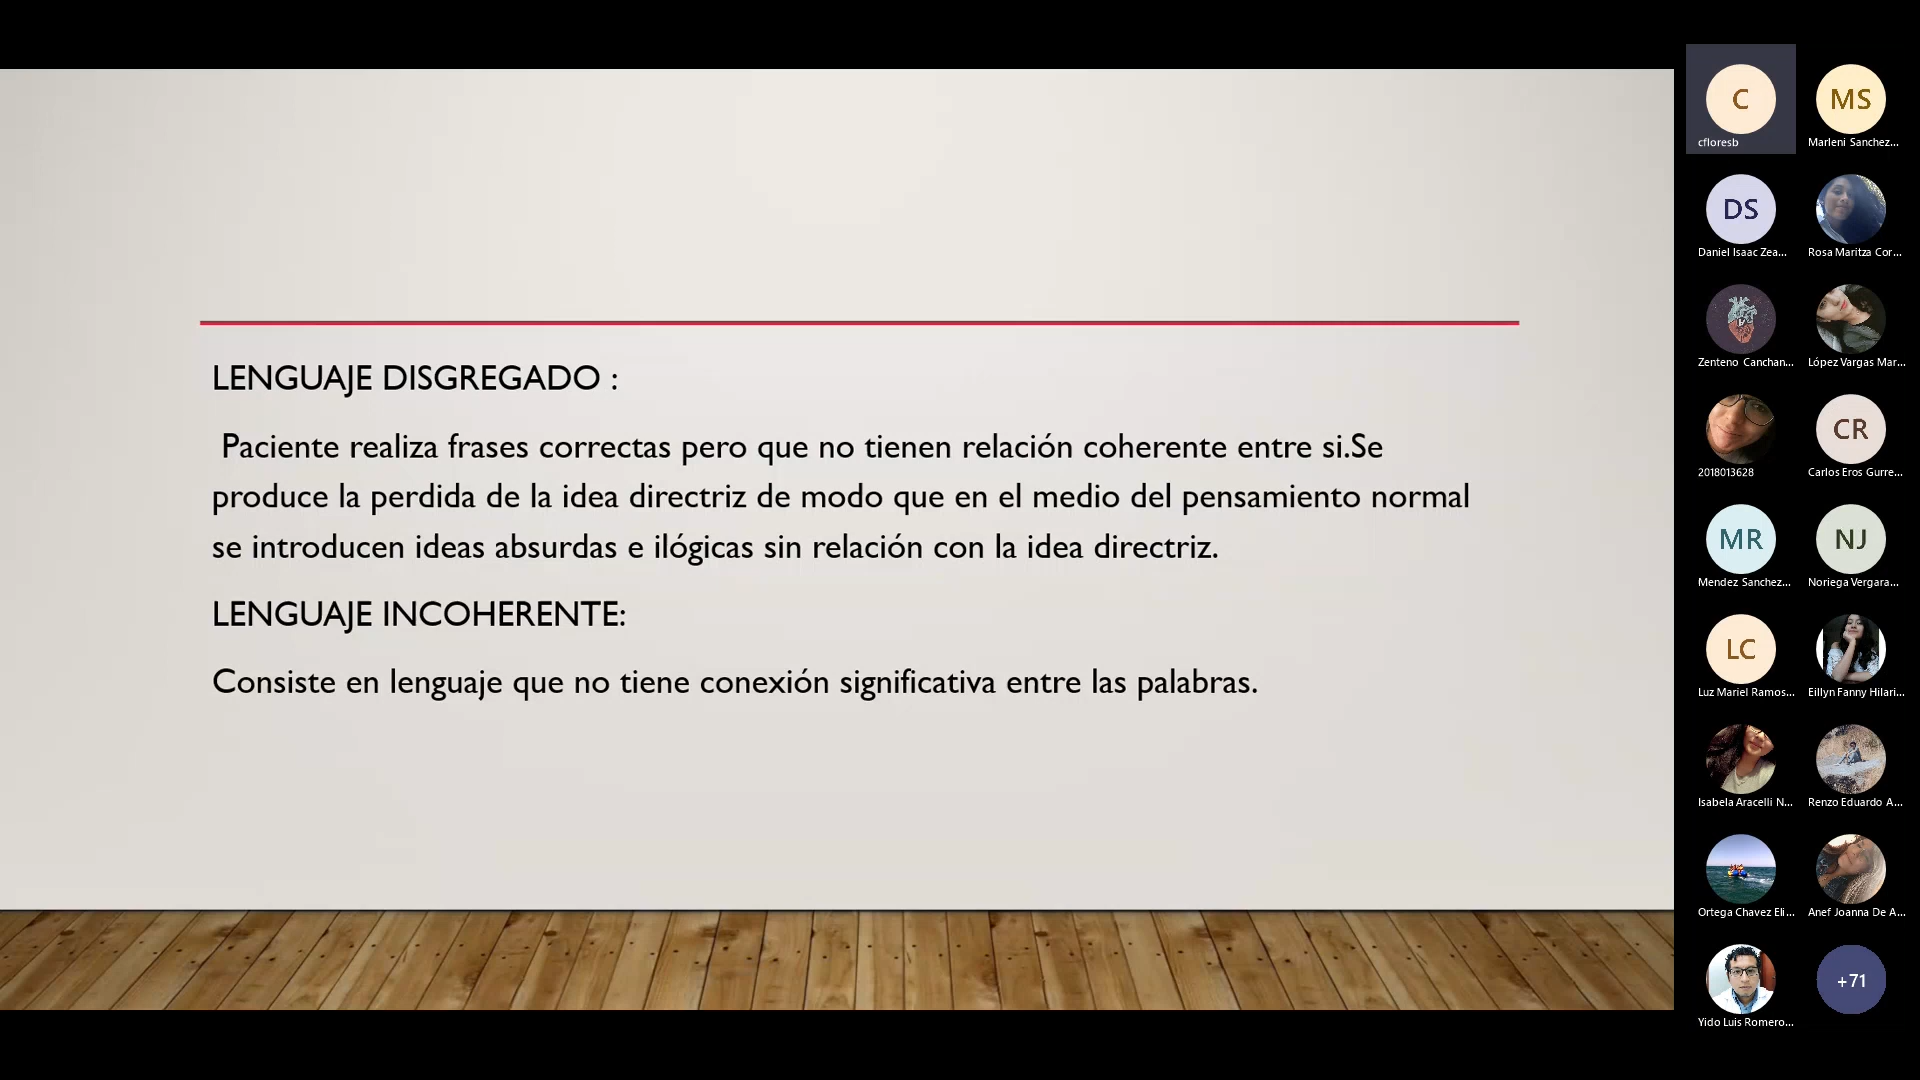 LENGUAJE DISGREGADO :
Paciente realiza frases correctas pero que no tienen relación coherente entre si.Se
produce la perdida de la idea directriz de modo que en el medio del pensamiento normal
se introducen ideas absurdas e ilógicas sin relación con la idea directriz.
LENGUAJE INCOHERENTE:
Consiste en lenguaje que no tiene conexión significativa entre las palabras.
C
cfloresb
MS
Marleni Sanchez...
DS
Daniel Isaac Zea...
Rosa Maritza Cor...
Zenteno Canchan...
López Vargas Mar...
2018013628
CR
Carlos Eros Gurre...
MR
Mendez Sanchez...
NJ
Noriega Vergara...
LC
Luz Mariel Ramos...
Eillyn Fanny Hilari...
Isabela Aracelli N...
Renzo Eduardo A...
Ortega Chavez Eli...
Anef Joanna De A...
Yido Luis Romero...
+71